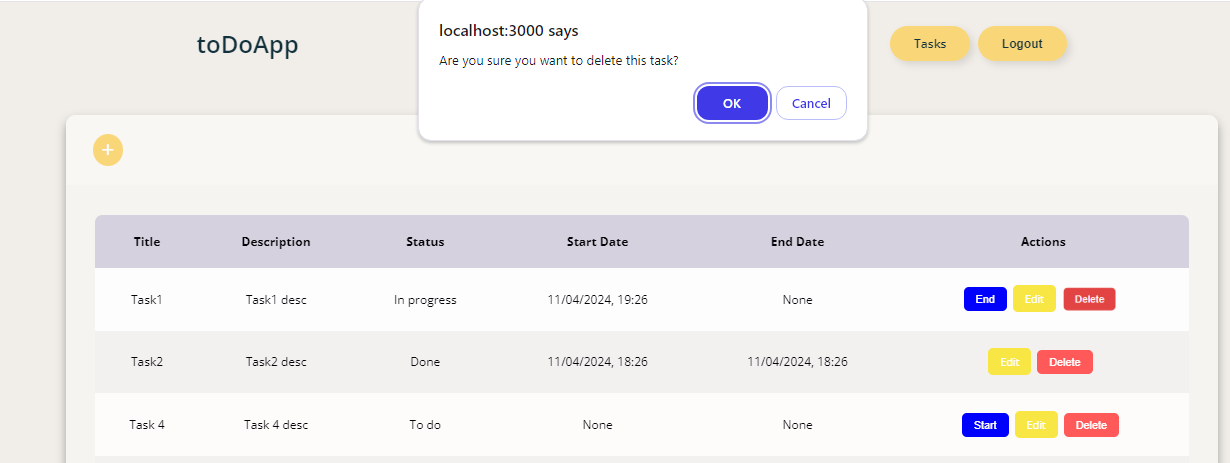 localhost:3000 says
toDoApp
Tasks
Logout
Are you sure you want to delete this task?
OK
Cancel
+
Title Description Status Start Date End Date Actions
Task1 Task1 desc In progress 11/04/2024, 19:26 None End Edit Delete
Task2 Task2 desc Done 11/04/2024, 18:26 11/04/2024, 18:26 Edit Delete
Task 4 Task 4 desc To do None None Start Edit Delete